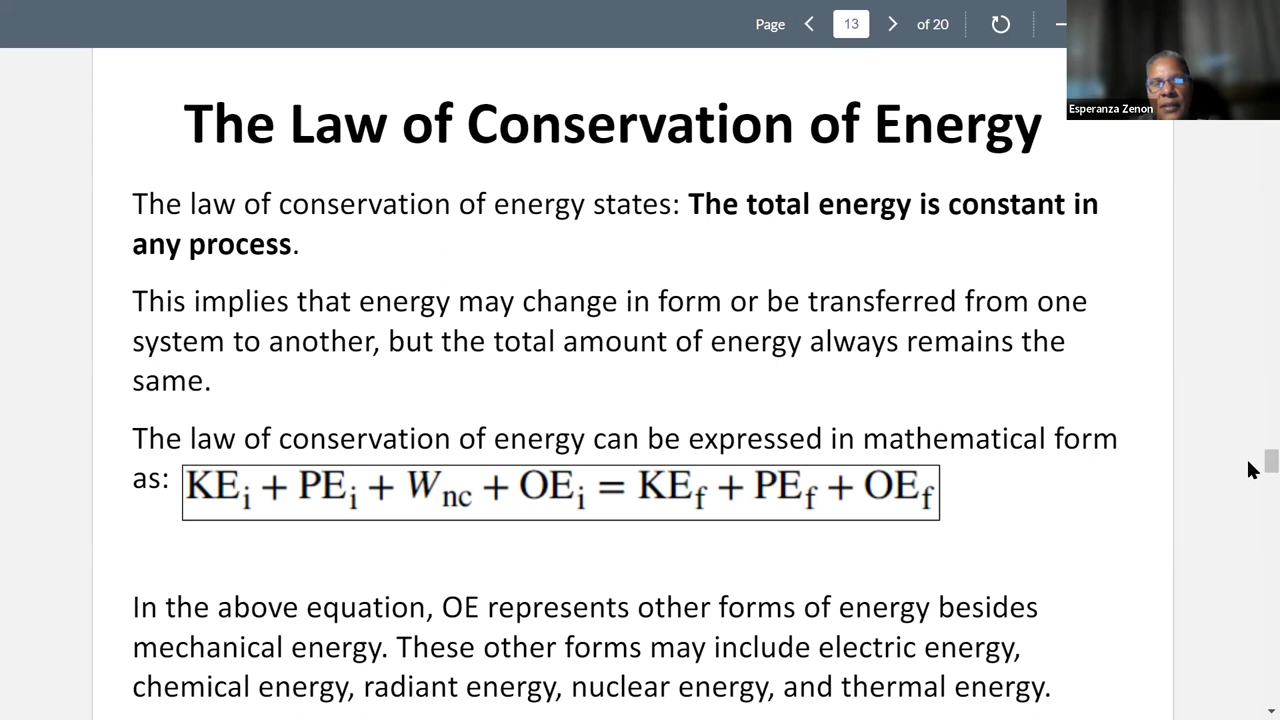 Page 13 of 20
Esperanza Zenon
The Law of Conservation of Energy
The law of conservation of energy states: The total energy is constant in
any process.
This implies that energy may change in form or be transferred from one
system to another, but the total amount of energy always remains the
same.
The law of conservation of energy can be expressed in mathematical form
as: KEᵢ + PEᵢ + W_nc + OEᵢ = KE_f + PE_f + OE_f
In the above equation, OE represents other forms of energy besides
mechanical energy. These other forms may include electric energy,
chemical energy, radiant energy, nuclear energy, and thermal energy.